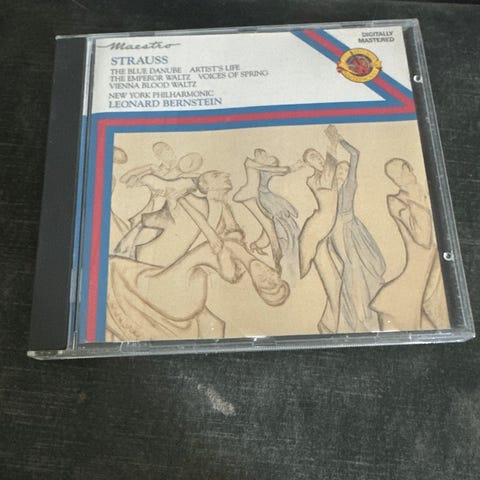 Maestro
DIGITALLY
MASTERED
STRAUSS
THE BLUE DANUBE ARTIST'S LIFE
THE EMPEROR WALTZ VOICES OF SPRING
VIENNA BLOOD WALTZ
NEW YORK PHILHARMONIC
LEONARD BERNSTEIN